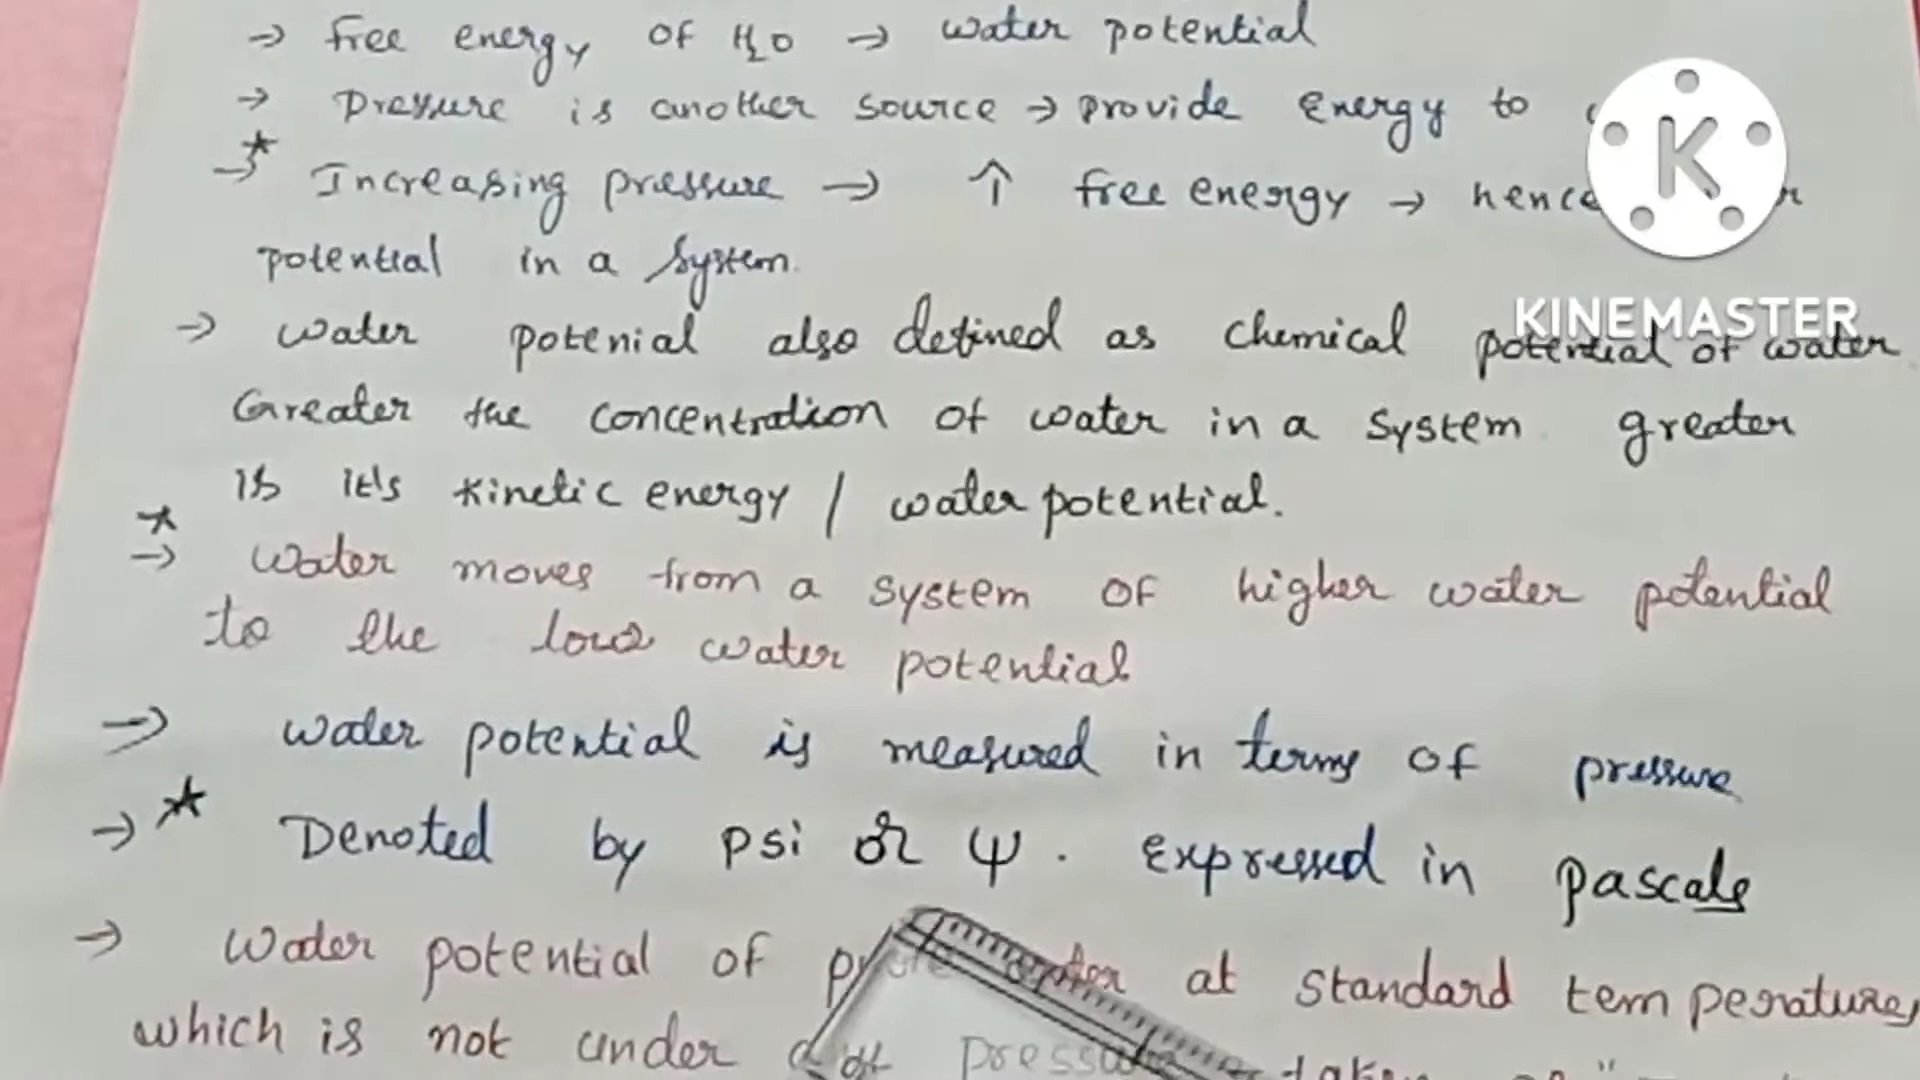 → free energy of H2O → water potential
→ Pressure is another source → provide energy to
* → Increasing pressure → ↑ free energy → hence
potential in a system.
→ water potenial also defined as chemical potential of water
Greater the concentration of water in a system greater
is it's kinetic energy / water potential.
* → water moves from a system of higher water potential
to the low water potential
→ water potential is measured in terms of pressure
→ * Denoted by psi or ψ. Expressed in pascals
→ water potential of pure water at standard temperature,
which is not under pressure
K
KINEMASTER